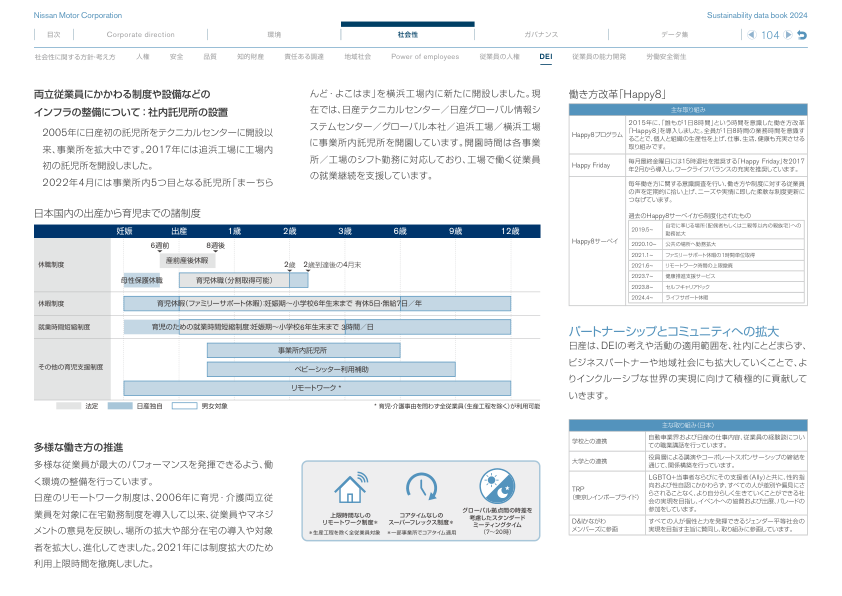 Nissan Motor Corporation
Sustainability data book 2024
目次
Corporate direction
環境
社会性
ガバナンス
データ集
104
社会性に関する方針・考え方
人権
安全
品質
知的財産
責任ある調達
地域社会
Power of employees
従業員の人権
DEI
従業員の能力開発
労働安全衛生
両立従業員にかかわる制度や設備などの
インフラの整備について：社内託児所の設置
2005年に日産初の託児所をテクニカルセンターに開設以
来、事業所を拡大中です。2017年には追浜工場に工場内
初の託児所を開設しました。
2022年4月には事業所内5つ目となる託児所「まーちら
んど・よこはま」を横浜工場内に新たに開設しました。現
在では、日産テクニカルセンター／日産グローバル情報シ
ステムセンター／グローバル本社／追浜工場／横浜工場
に事業所内託児所を開園しています。開園時間は各事業
所／工場のシフト勤務に対応しており、工場で働く従業員
の就業継続を支援しています。
日本国内の出産から育児までの諸制度
妊娠 出産 1歳 2歳 3歳 6歳 9歳 12歳
6週前 8週後
休職制度
産前産後休暇
2歳 2歳到達後の4月末
母性保護休職
育児休職（分割取得可能）
休暇制度
育児休暇（ファミリーサポート休暇）：妊娠期～小学校6年生末まで 有休5日・無給7日／年
就業時間短縮制度
育児のための就業時間短縮制度：妊娠期～小学校6年生末まで 3時間／日
その他の育児支援制度
事業所内託児所
ベビーシッター利用補助
リモートワーク *
法定 日産独自 男女対象
* 育児・介護事由を問わず全従業員（生産工程を除く）が利用可能
多様な働き方の推進
多様な従業員が最大のパフォーマンスを発揮できるよう、働
く環境の整備を行っています。
日産のリモートワーク制度は、2006年に育児・介護両立従
業員を対象に在宅勤務制度を導入して以来、従業員やマネジ
メントの意見を反映し、場所の拡大や部分在宅の導入や対象
者を拡大し、進化してきました。2021年には制度拡大のため
利用上限時間を撤廃しました。
上限時間なしの
リモートワーク制度*
*生産工程を除く全従業員対象
コアタイムなしの
スーパーフレックス制度*
*一部事業所でコアタイム適用
グローバル拠点間の時差を
考慮したスタンダード
ミーティングタイム
（7～20時）
働き方改革「Happy8」
主な取り組み
Happy8プログラム
2015年に、「誰もが1日8時間」という時間を意識した働き方改革
「Happy8」を導入しました。全員が1日8時間の業務時間を意識す
ることで、個人と組織の生産性を上げ、仕事、生活、健康も充実させる
取り組みです。
Happy Friday
毎月最終金曜日には15時退社を推奨する「Happy Friday」を2017
年2月から導入し、ワークライフバランスの充実を推奨しています。
Happy8サーベイ
毎年働き方に関する意識調査を行い、働き方や制度に対する従業員
の声を定期的に拾い上げ、ニーズや実情に即した柔軟な制度更新に
つなげています。
過去のHappy8サーベイから制度化されたもの
2019.5～ 自宅に準じる場所（配偶者もしくは二親等以内の親族宅）への
勤務拡大
2020.10～ 公共の場所へ勤務拡大
2021.1～ ファミリーサポート休暇の1時間単位取得
2021.6～ リモートワーク時間の上限撤廃
2023.7～ 健康推進支援サービス
2023.8～ セルフキャリアドック
2024.4～ ライフサポート休暇
パートナーシップとコミュニティへの拡大
日産は、DEIの考えや活動の適用範囲を、社内にとどまらず、
ビジネスパートナーや地域社会にも拡大していくことで、よ
りインクルーシブな世界の実現に向けて積極的に貢献して
いきます。
主な取り組み（日本）
学校との連携
自動車業界および日産の仕事内容、従業員の経験談につい
ての職業講話を行っています。
大学との連携
役員層による講演やコーポレートスポンサーシップの締結を
通じて、関係構築を行っています。
TRP
（東京レインボープライド）
LGBTQ+当事者ならびにその支援者（Ally）と共に、性的指
向および性自認にかかわらず、すべての人が差別や偏見にさ
らされることなく、より自分らしく生きていくことができる社
会の実現を目指し、イベントへの協賛および出展、パレードの
参加をしています。
D&Iかながわ
メンバーズに参画
すべての人が個性と力を発揮できるジェンダー平等社会の
実現を目指す主旨に賛同し、取り組みに参画しています。